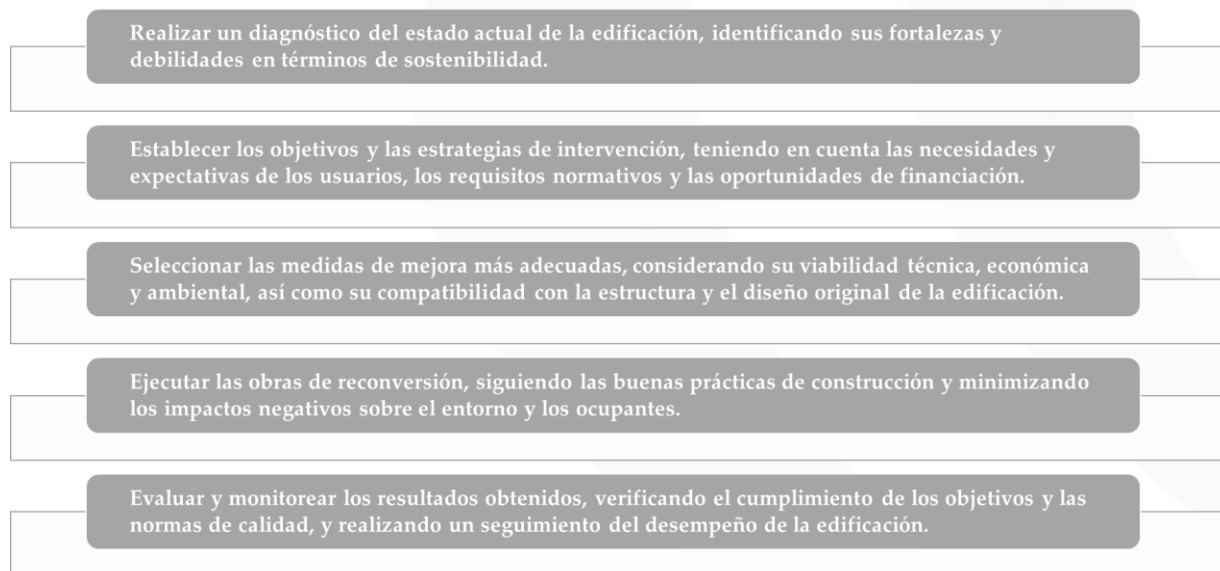 Realizar un diagnóstico del estado actual de la edificación, identificando sus fortalezas y
debilidades en términos de sostenibilidad.
Establecer los objetivos y las estrategias de intervención, teniendo en cuenta las necesidades y
expectativas de los usuarios, los requisitos normativos y las oportunidades de financiación.
Seleccionar las medidas de mejora más adecuadas, considerando su viabilidad técnica, económica
y ambiental, así como su compatibilidad con la estructura y el diseño original de la edificación.
Ejecutar las obras de reconversión, siguiendo las buenas prácticas de construcción y minimizando
los impactos negativos sobre el entorno y los ocupantes.
Evaluar y monitorear los resultados obtenidos, verificando el cumplimiento de los objetivos y las
normas de calidad, y realizando un seguimiento del desempeño de la edificación.